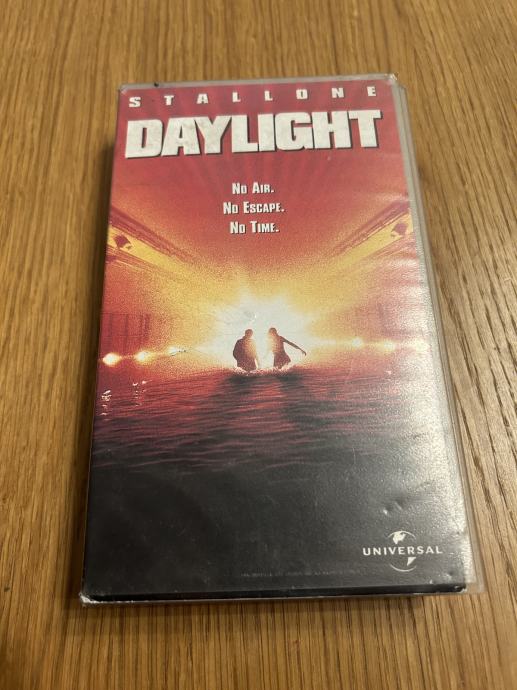 STALLONE
DAYLIGHT
NO AIR.
NO ESCAPE.
NO TIME.
UNIVERSAL